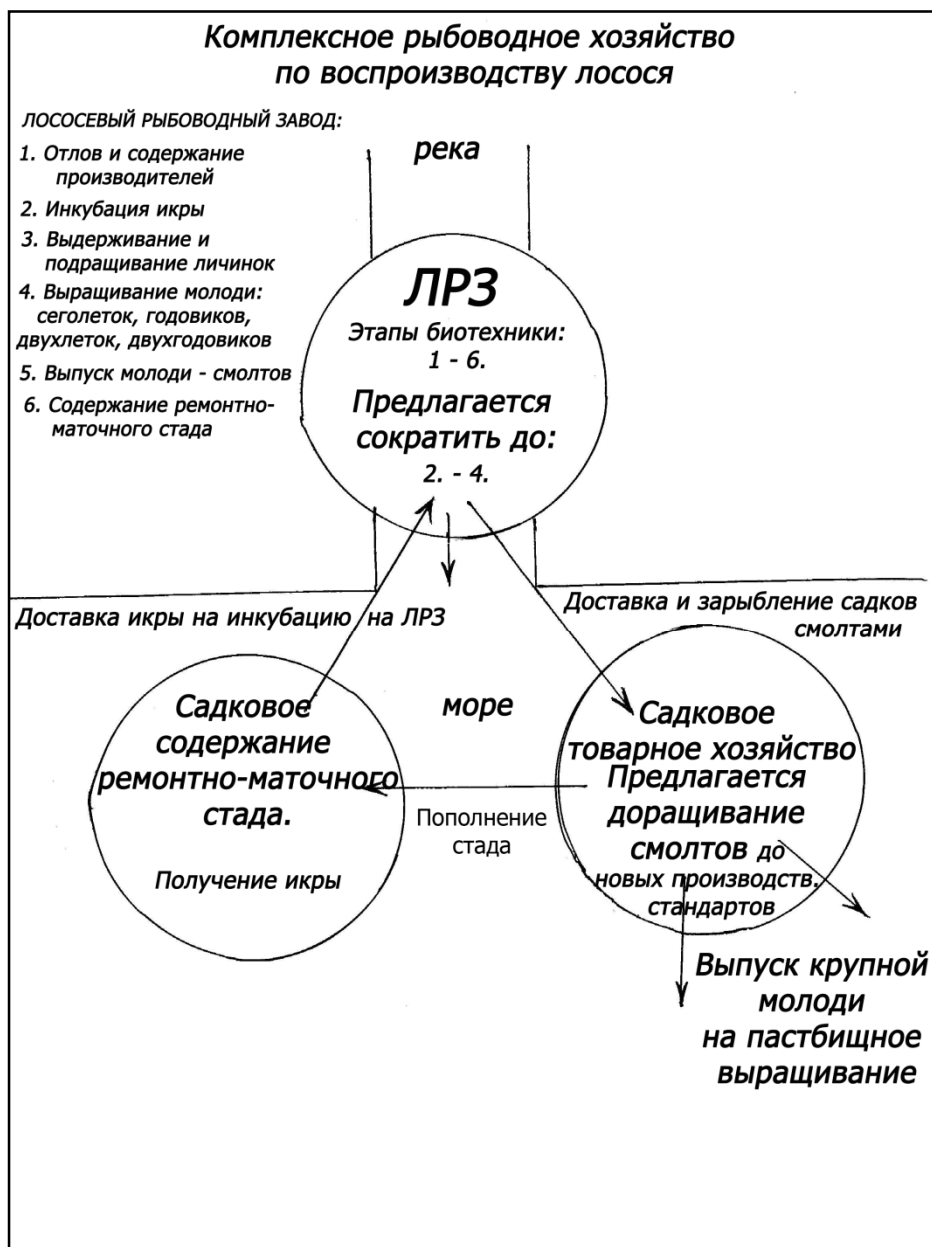 Комплексное рыбоводное хозяйство
по воспроизводству лосося
ЛОСОСЕВЫЙ РЫБОВОДНЫЙ ЗАВОД:
1. Отлов и содержание
производителей
2. Инкубация икры
3. Выдерживание и
подращивание личинок
4. Выращивание молоди:
сеголеток, годовиков,
двухлеток, двухгодовиков
5. Выпуск молоди - смолтов
6. Содержание ремонтно-
маточного стада
река
ЛРЗ
Этапы биотехники:
1 - 6.
Предлагается
сократить до:
2. - 4.
Доставка икры на инкубацию на ЛРЗ
Доставка и зарыбление садков
смолтами
Садковое
содержание
ремонтно-маточного
стада.
Получение икры
море
Пополнение
стада
Садковое
товарное хозяйство
Предлагается
доращивание
смолтов до
новых производств.
стандартов
Выпуск крупной
молоди
на пастбищное
выращивание